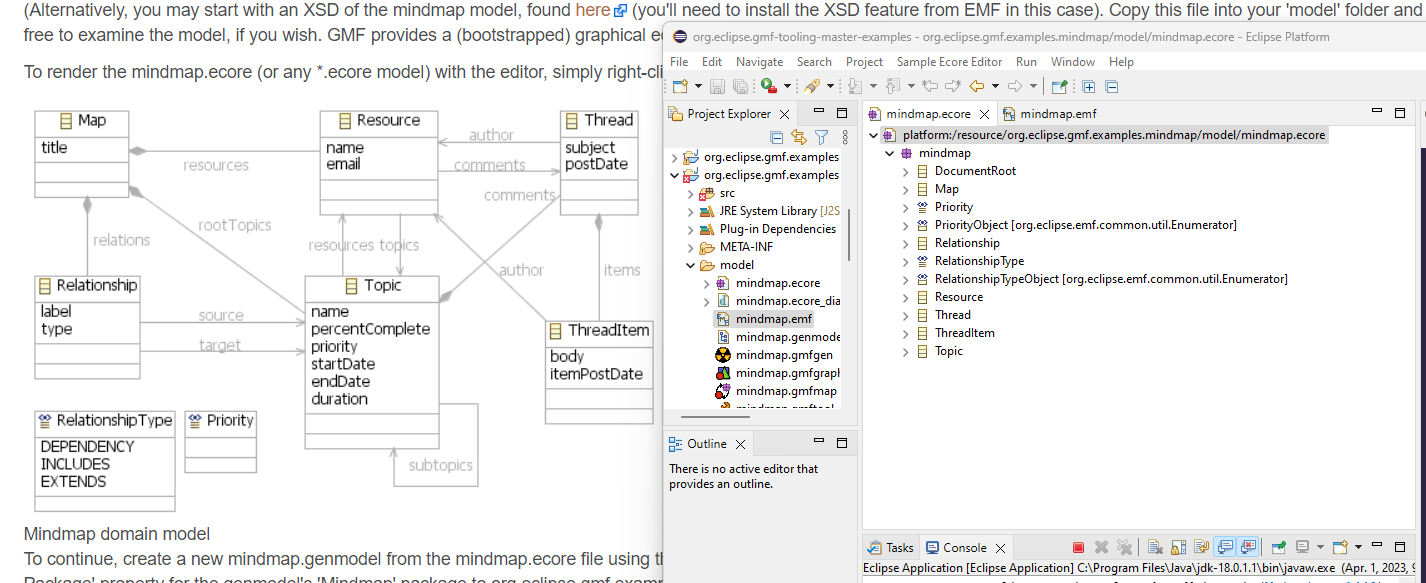 (Alternatively, you may start with an XSD of the mindmap model, found here (you'll need to install the XSD feature from EMF in this case). Copy this file into your 'model' folder and
free to examine the model, if you wish. GMF provides a (bootstrapped) graphical
To render the mindmap.ecore (or any *.ecore model) with the editor, simply
Map
title
resources
rootTopics
relations
Resource
name
email
author
comments
comments
Thread
subject
postDate
resources topics
author
items
Relationship
label
type
source
target
Topic
name
percentComplete
priority
startDate
endDate
duration
subtopics
ThreadItem
body
itemPostDate
RelationshipType
DEPENDENCY
INCLUDES
EXTENDS
Priority
Mindmap domain model
To continue, create a new mindmap.genmodel from the mindmap.ecore file using
Package' property for the genmodel's 'Mindmap' package to
org.eclipse.gmf-tooling-master-examples - org.eclipse.gmf.examples.mindmap/model/mindmap.ecore - Eclipse Platform
File Edit Navigate Search Project Sample Ecore Editor Run Window Help
Project Explorer
org.eclipse.gmf.examples
org.eclipse.gmf.examples
src
JRE System Library [J2S
Plug-in Dependencies
META-INF
model
mindmap.ecore
mindmap.ecore_dia
mindmap.emf
mindmap.genmode
mindmap.gmfgen
mindmap.gmfgraph
mindmap.gmfmap
Outline
There is no active editor that
provides an outline.
mindmap.ecore mindmap.emf
platform:/resource/org.eclipse.gmf.examples.mindmap/model/mindmap.ecore
mindmap
DocumentRoot
Map
Priority
PriorityObject [org.eclipse.emf.common.util.Enumerator]
Relationship
RelationshipType
RelationshipTypeObject [org.eclipse.emf.common.util.Enumerator]
Resource
Thread
ThreadItem
Topic
Tasks Console
Eclipse Application [Eclipse Application] C:\Program Files\Java\jdk-18.0.1.1\bin\javaw.exe (Apr. 1, 2023, 9